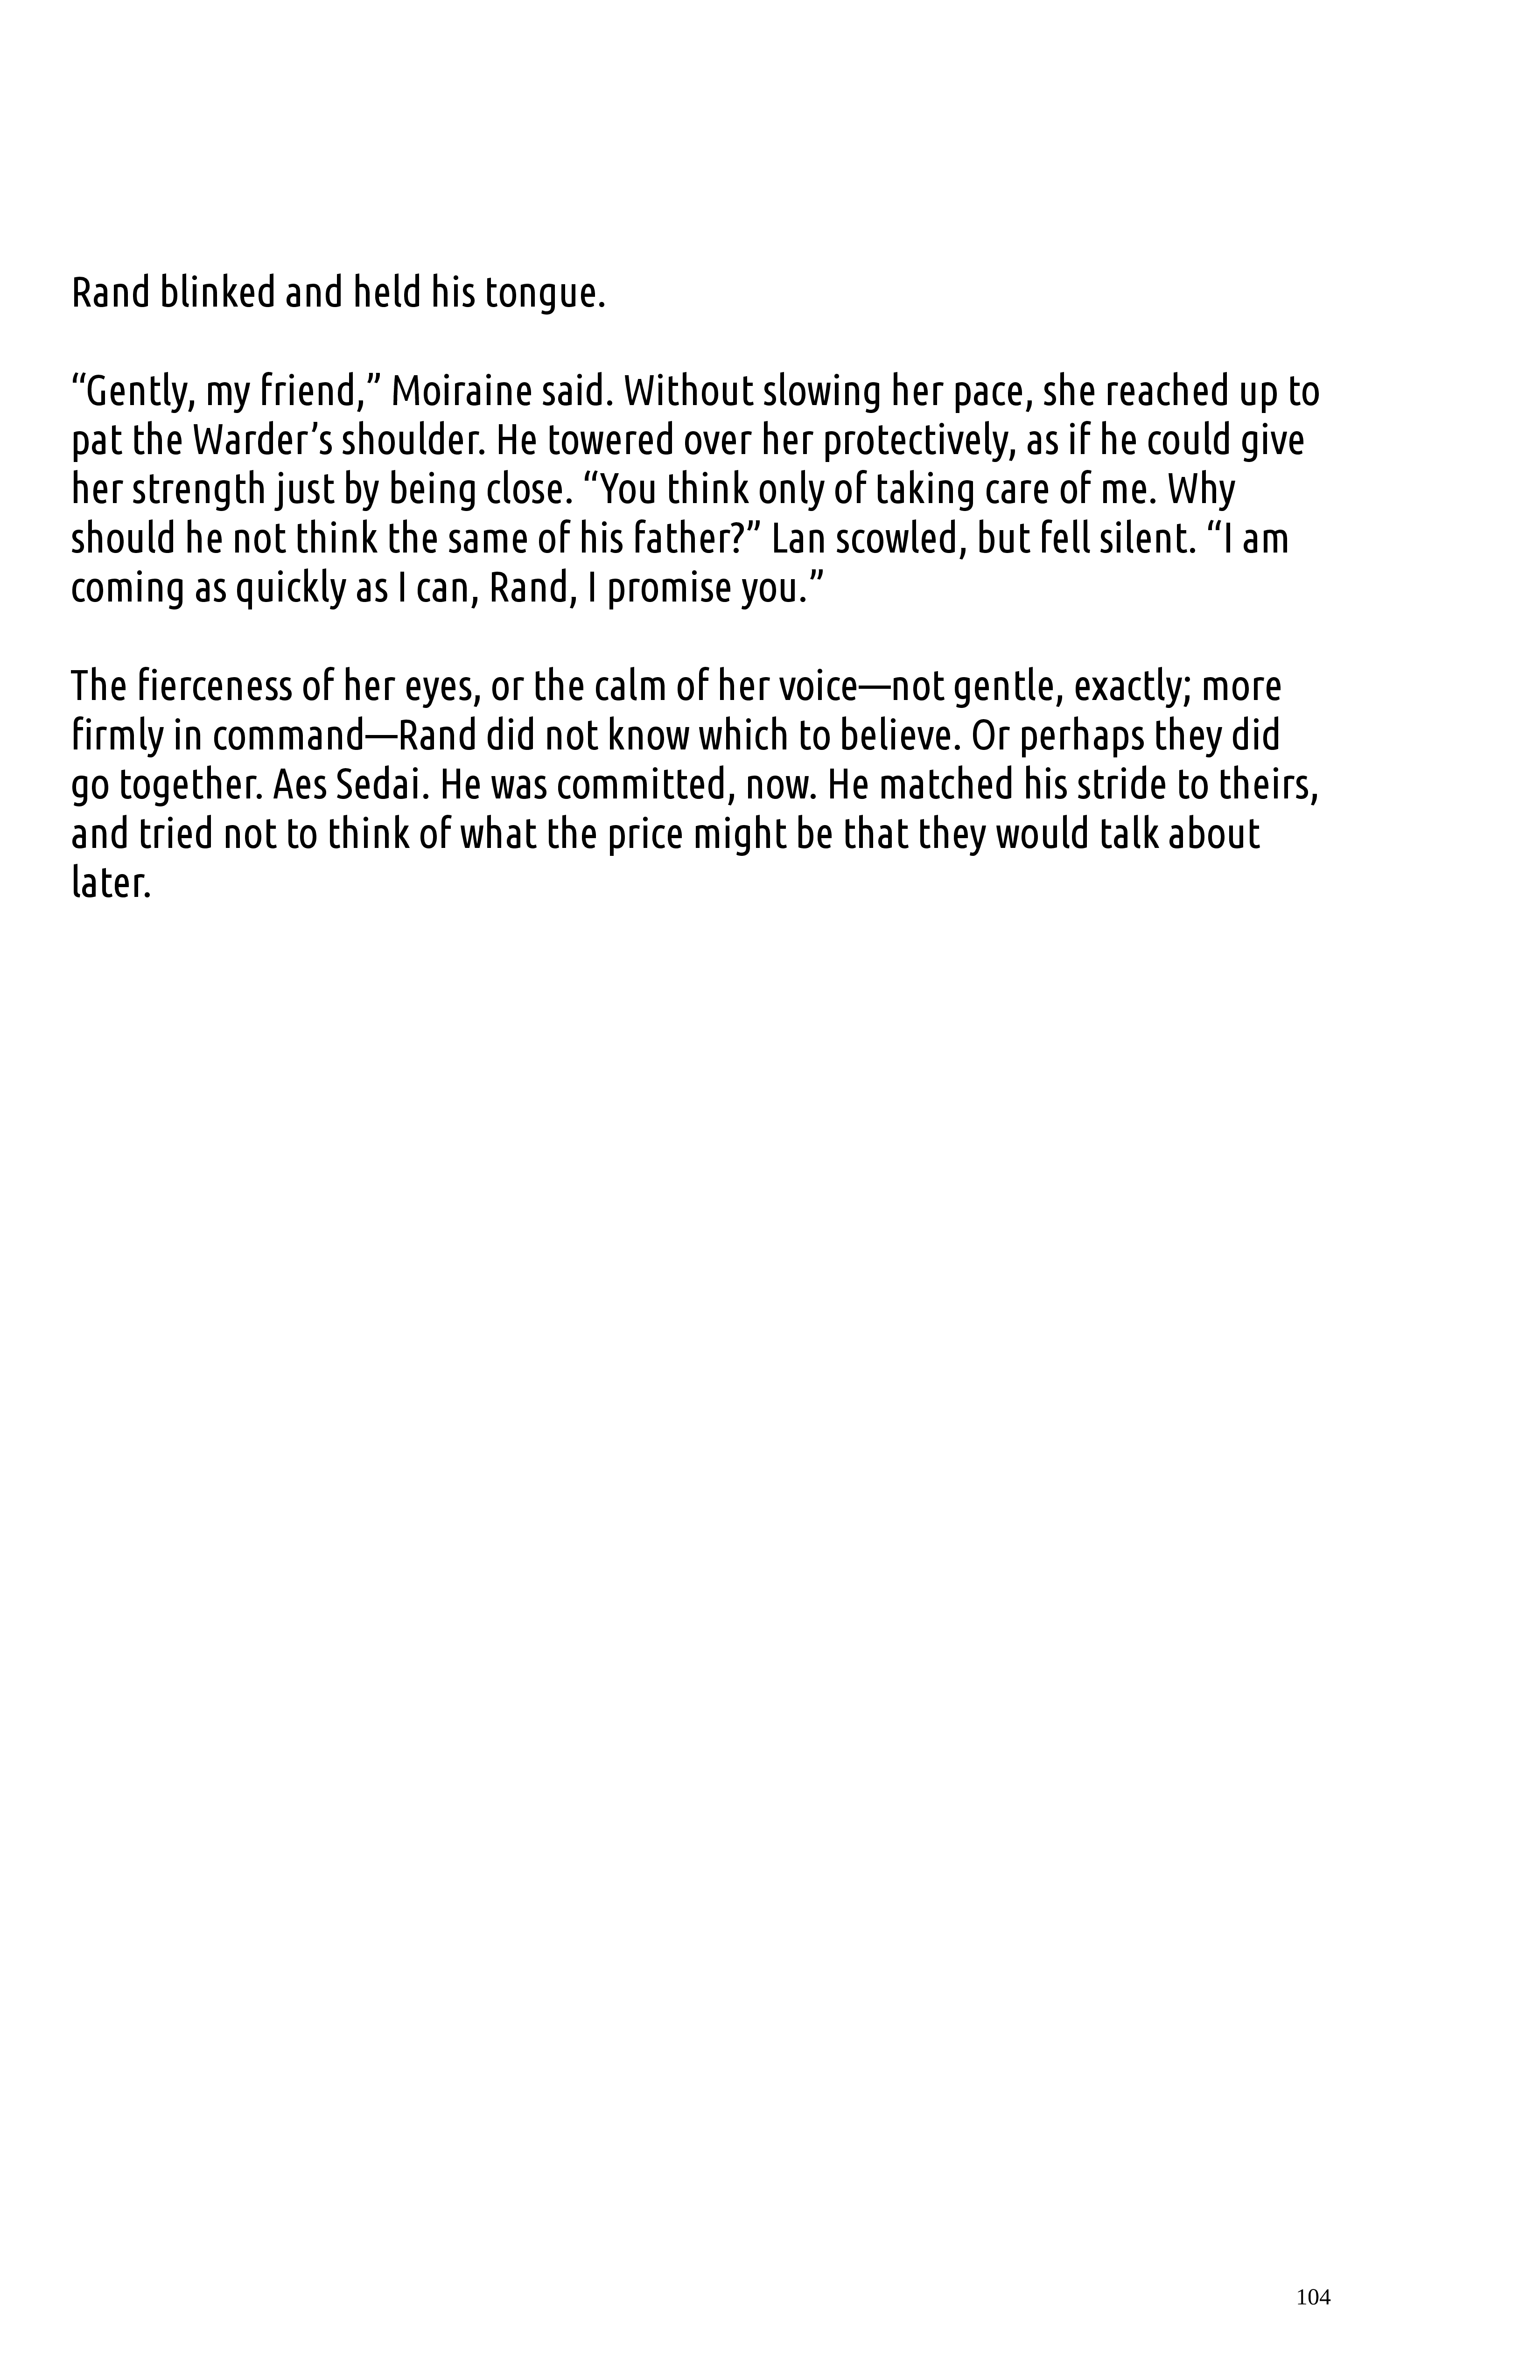 Rand blinked and held his tongue.
“Gently, my friend,” Moiraine said. Without slowing her pace, she reached up to
pat the Warder’s shoulder. He towered over her protectively, as if he could give
her strength just by being close. “You think only of taking care of me. Why
should he not think the same of his father?” Lan scowled, but fell silent. “I am
coming as quickly as I can, Rand, I promise you.”
The fierceness of her eyes, or the calm of her voice—not gentle, exactly; more
firmly in command—Rand did not know which to believe. Or perhaps they did
go together. Aes Sedai. He was committed, now. He matched his stride to theirs,
and tried not to think of what the price might be that they would talk about
later.
104